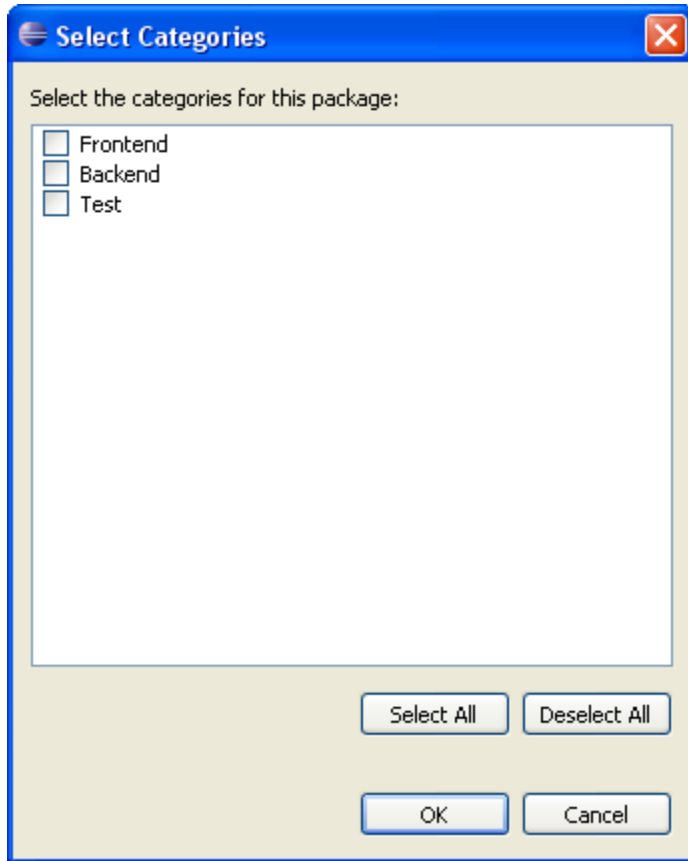 Select Categories
Select the categories for this package:
Frontend
Backend
Test
Select All Deselect All
OK Cancel